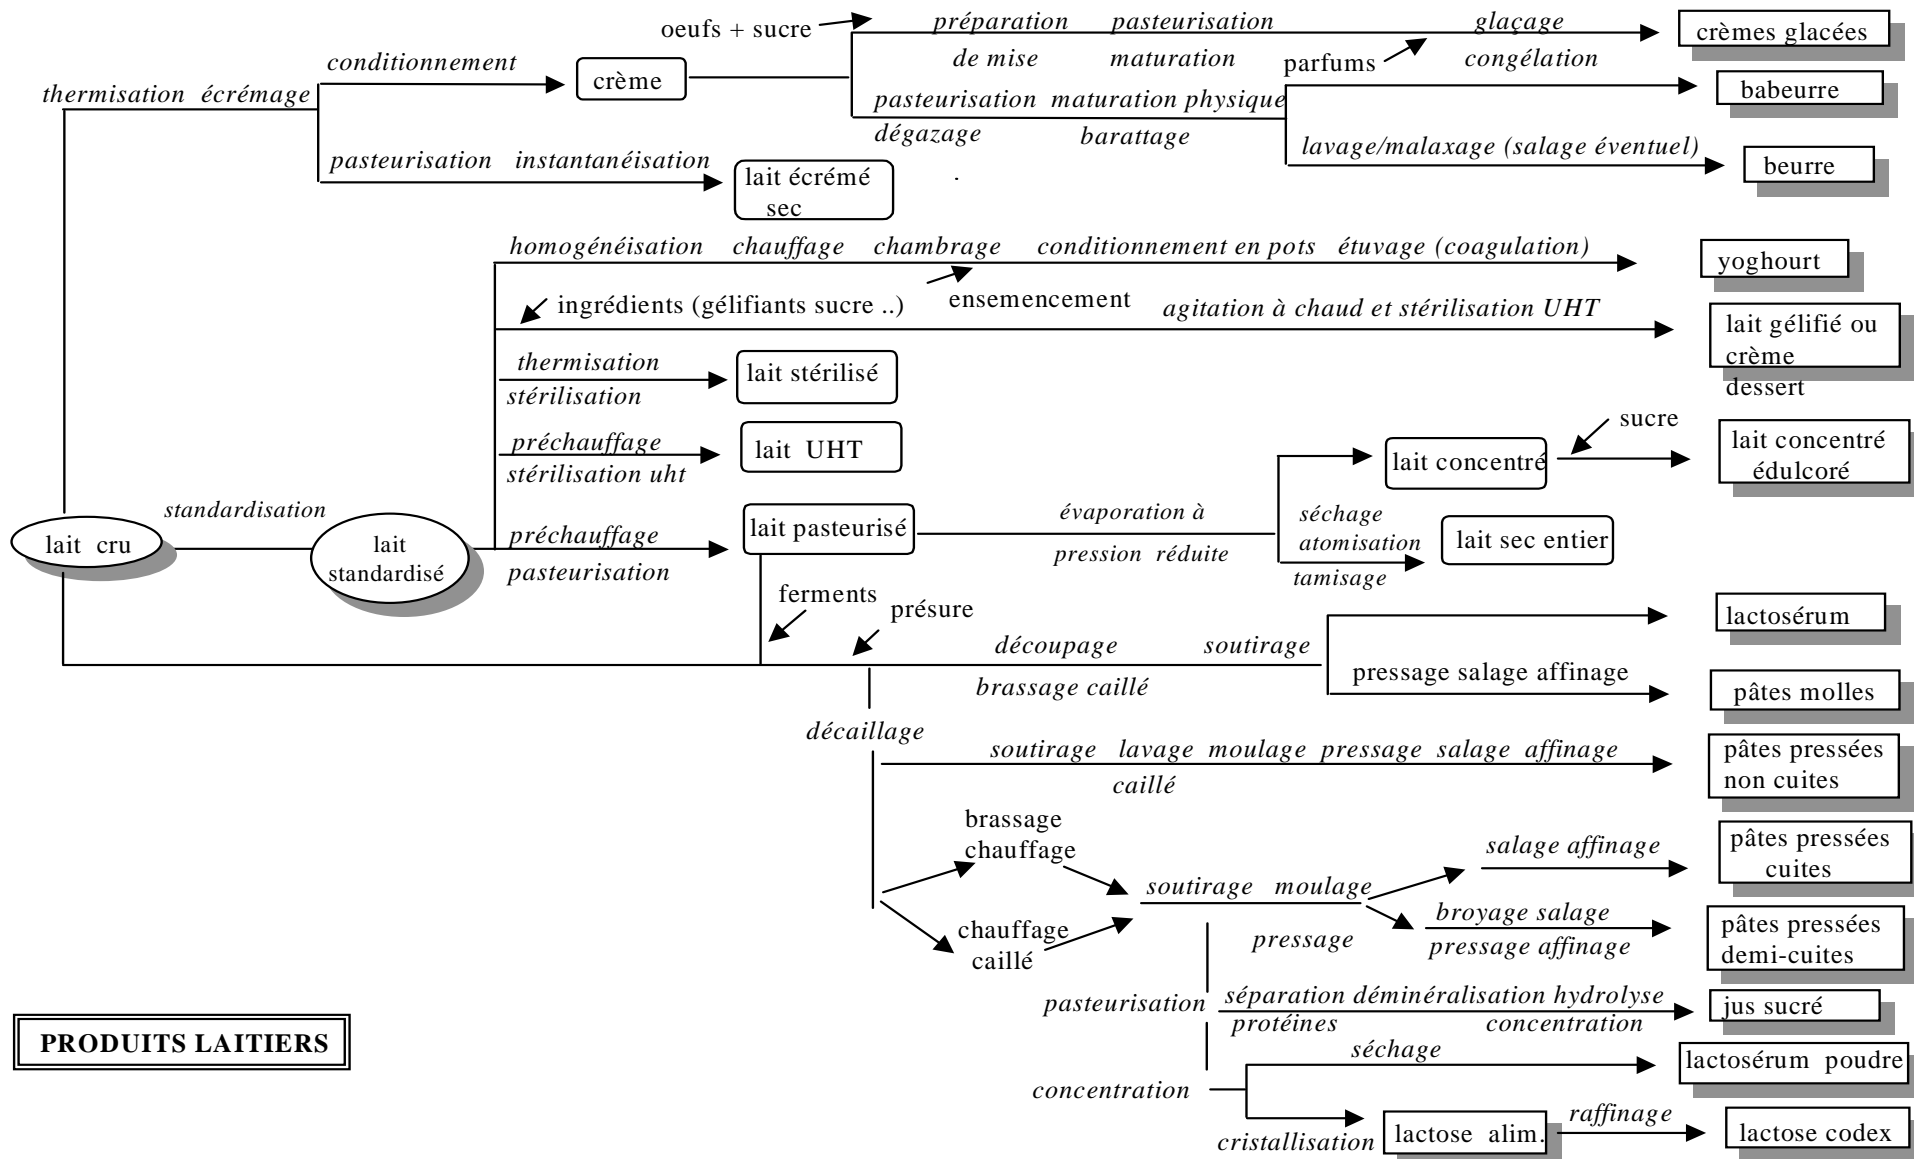 oeufs + sucre
préparation pasteurisation glaçage
crèmes glacées
de mise maturation
parfums
congélation
conditionnement
crème
thermisation écrémage
pasteurisation maturation physique
babeurre
dégazage barattage
pasteurisation instantanéisation
lavage/malaxage (salage éventuel)
beurre
lait écrémé
sec
.
homogénéisation chauffage chambrage conditionnement en pots étuvage (coagulation)
yoghourt
ingrédients (gélifiants sucre ..)
ensemencement
agitation à chaud et stérilisation UHT
lait gélifié ou
crème
dessert
thermisation
stérilisation
lait stérilisé
préchauffage
stérilisation uht
lait UHT
lait concentré
sucre
lait concentré
édulcoré
lait cru
standardisation
lait
standardisé
préchauffage
pasteurisation
lait pasteurisé
évaporation à
pression réduite
séchage
atomisation
tamisage
lait sec entier
ferments
présure
découpage soutirage
brassage caillé
lactosérum
pressage salage affinage
pâtes molles
décaillage
soutirage lavage moulage pressage salage affinage
caillé
pâtes pressées
non cuites
brassage
chauffage
chauffage
caillé
soutirage moulage
pressage
salage affinage
pâtes pressées
cuites
broyage salage
pressage affinage
pâtes pressées
demi-cuites
pasteurisation
séparation déminéralisation hydrolyse
protéines concentration
jus sucré
PRODUITS LAITIERS
séchage
lactosérum poudre
concentration
cristallisation
lactose alim.
raffinage
lactose codex